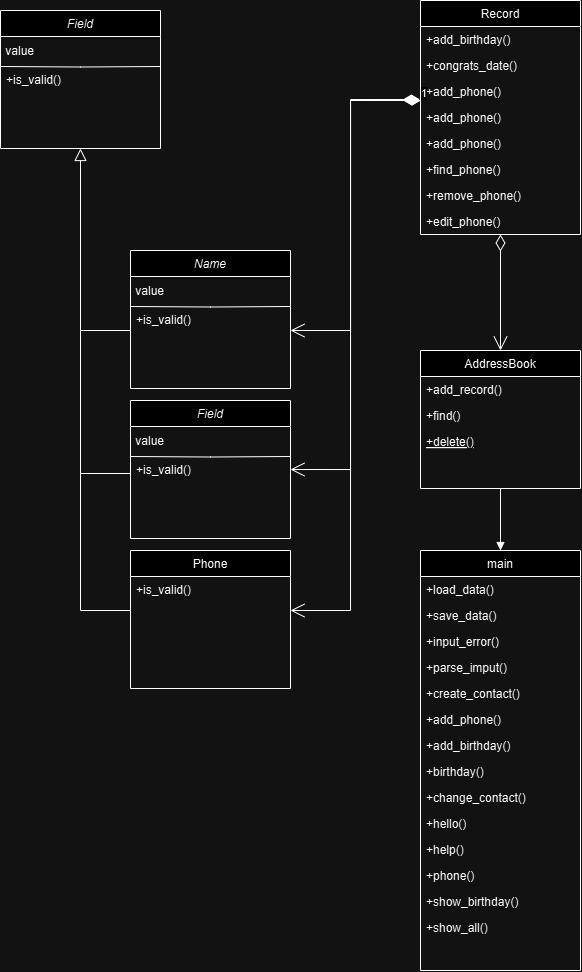 Field
value
+is_valid()
Record
+add_birthday()
+congrats_date()
1
+add_phone()
+add_phone()
+add_phone()
+find_phone()
+remove_phone()
+edit_phone()
Name
value
+is_valid()
Field
value
+is_valid()
Phone
+is_valid()
AddressBook
+add_record()
+find()
+delete()
main
+load_data()
+save_data()
+input_error()
+parse_imput()
+create_contact()
+add_phone()
+add_birthday()
+birthday()
+change_contact()
+hello()
+help()
+phone()
+show_birthday()
+show_all()